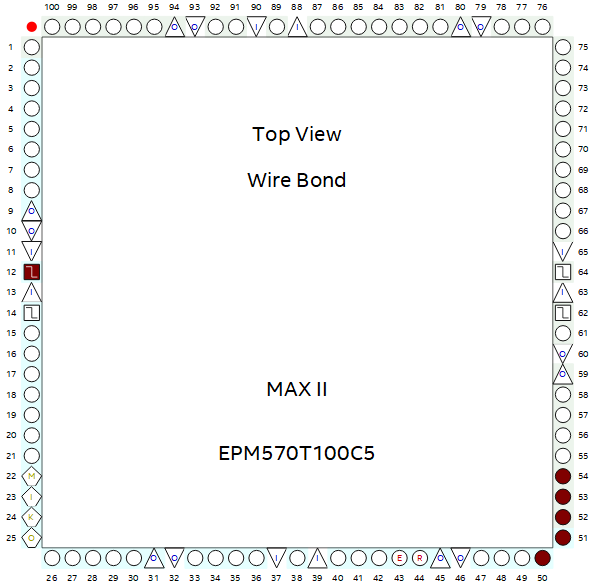 100 99 98 97 96 95 94 93 92 91 90 89 88 87 86 85 84 83 82 81 80 79 78 77 76
O O I I O O
1 75
2 74
3 73
4 72
5 71
Top View
6 70
7 69
Wire Bond
8 68
9 O 67
10 O 66
11 I I 65
12 64
13 I I 63
14 62
15 61
16 O 60
17 O 59
MAX II
18 58
19 57
20 56
EPM570T100C5
21 55
22 M 54
23 I 53
24 K 52
25 O 51
O O I I E R O O
26 27 28 29 30 31 32 33 34 35 36 37 38 39 40 41 42 43 44 45 46 47 48 49 50